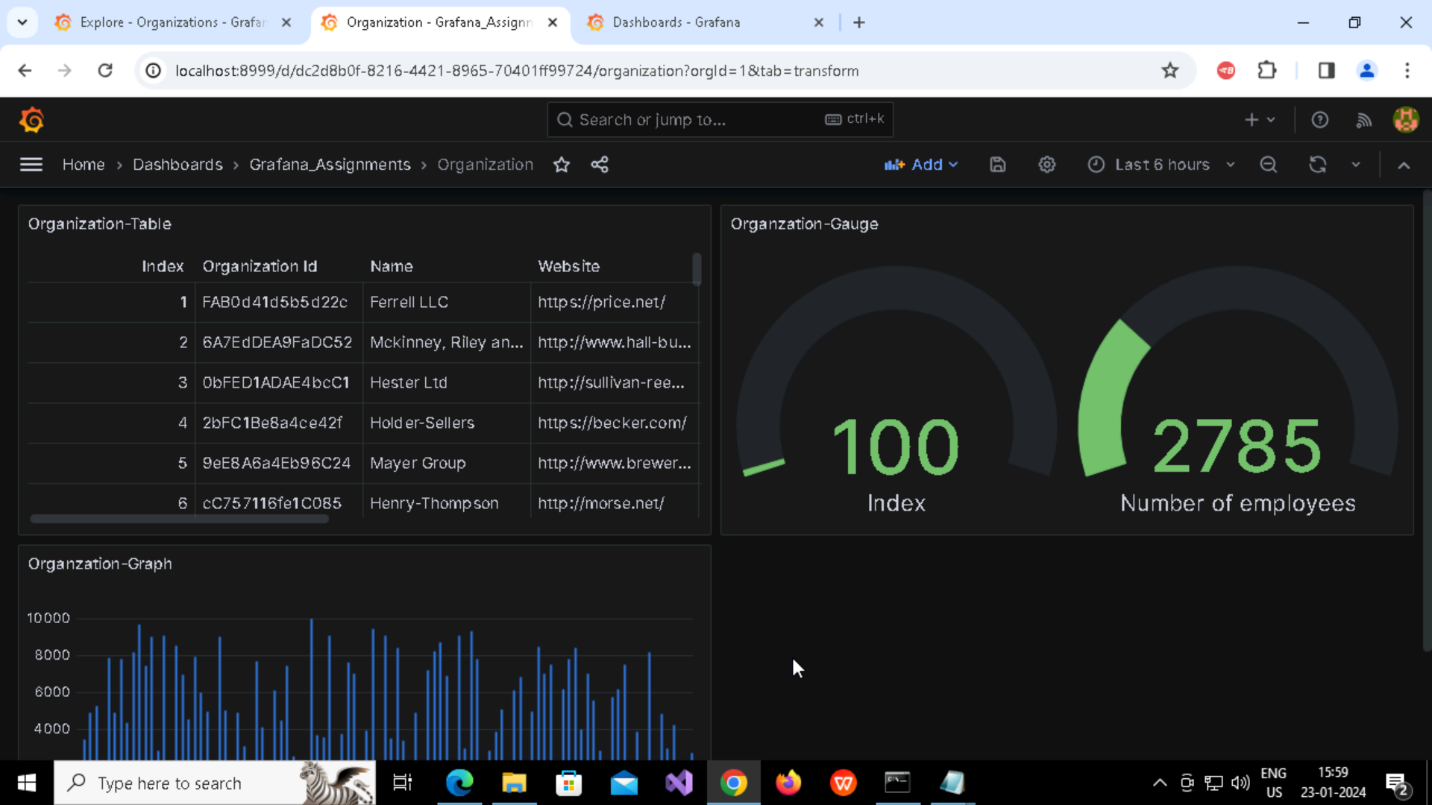 Explore - Organizations - Grafan
Organization - Grafana_Assignm
Dashboards - Grafana
localhost:8999/d/dc2d8b0f-8216-4421-8965-70401ff99724/organization?orgId=1&tab=transform
Search or jump to... ctrl+k
Home › Dashboards › Grafana_Assignments › Organization
Add
Last 6 hours
Organization-Table
Index Organization Id Name Website
1 FAB0d41d5b5d22c Ferrell LLC https://price.net/
2 6A7EdDEA9FaDC52 Mckinney, Riley an... http://www.hall-bu...
3 0bFED1ADAE4bcC1 Hester Ltd http://sullivan-ree...
4 2bFC1Be8a4ce42f Holder-Sellers https://becker.com/
5 9eE8A6a4Eb96C24 Mayer Group http://www.brewer...
6 cC757116fe1C085 Henry-Thompson http://morse.net/
Organzation-Gauge
100
Index
2785
Number of employees
Organzation-Graph
10000
8000
6000
4000
Type here to search
ENG
US
15:59
23-01-2024
2